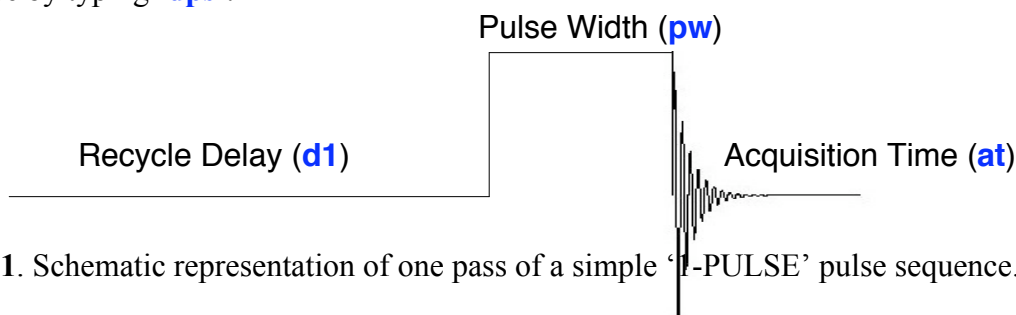 e by typing 'dps'.
Pulse Width (pw)
Recycle Delay (d1)
Acquisition Time (at)
1. Schematic representation of one pass of a simple ‘1-PULSE’ pulse sequence.